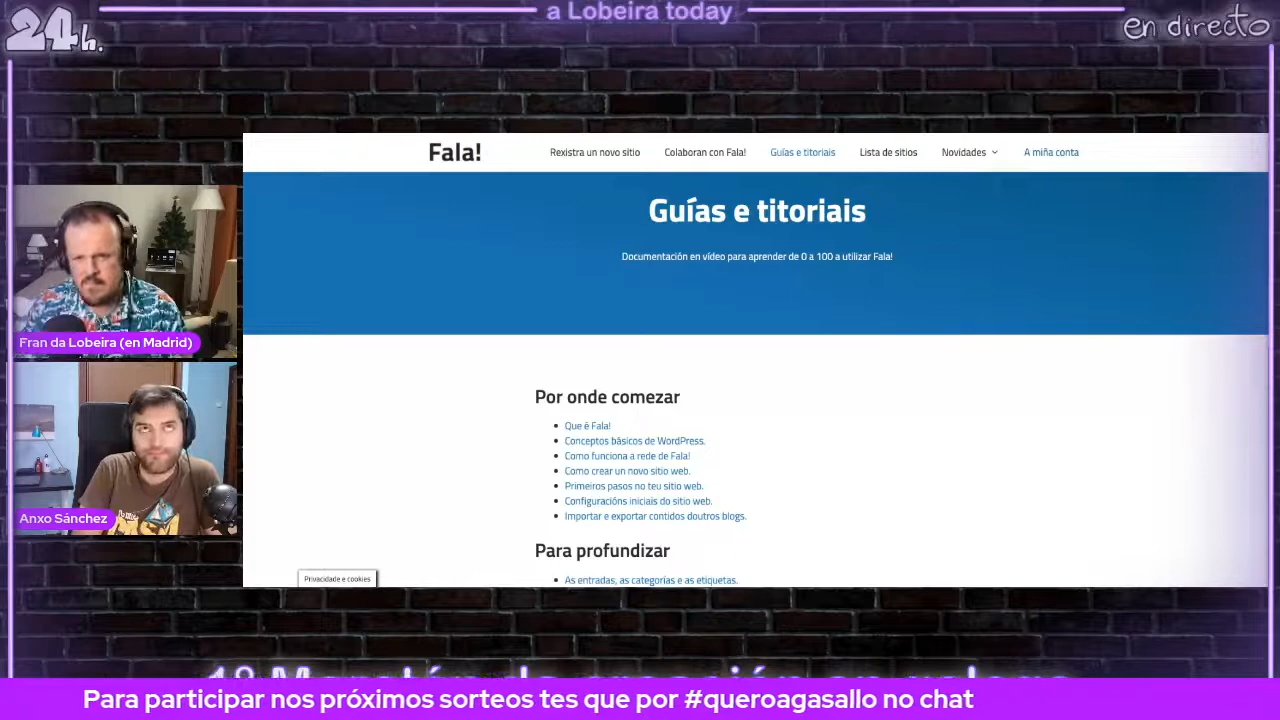 a Lobeira today
24h.
en directo
Fala!
Rexistra un novo sitio
Colaboran con Fala!
Guías e titoriais
Lista de sitios
Novidades
A miña conta
Guías e titoriais
Documentación en vídeo para aprender de 0 a 100 a utilizar Fala!
Fran da Lobeira (en Madrid)
Anxo Sánchez
Por onde comezar
Que é Fala!
Conceptos básicos de WordPress.
Como funciona a rede de Fala!
Como crear un novo sitio web.
Primeiros pasos no teu sitio web.
Configuracións iniciais do sitio web.
Importar e exportar contidos doutros blogs.
Para profundizar
As entradas, as categorías e as etiquetas.
Privacidade e cookies
Para participar nos próximos sorteos tes que por #queroagasallo no chat